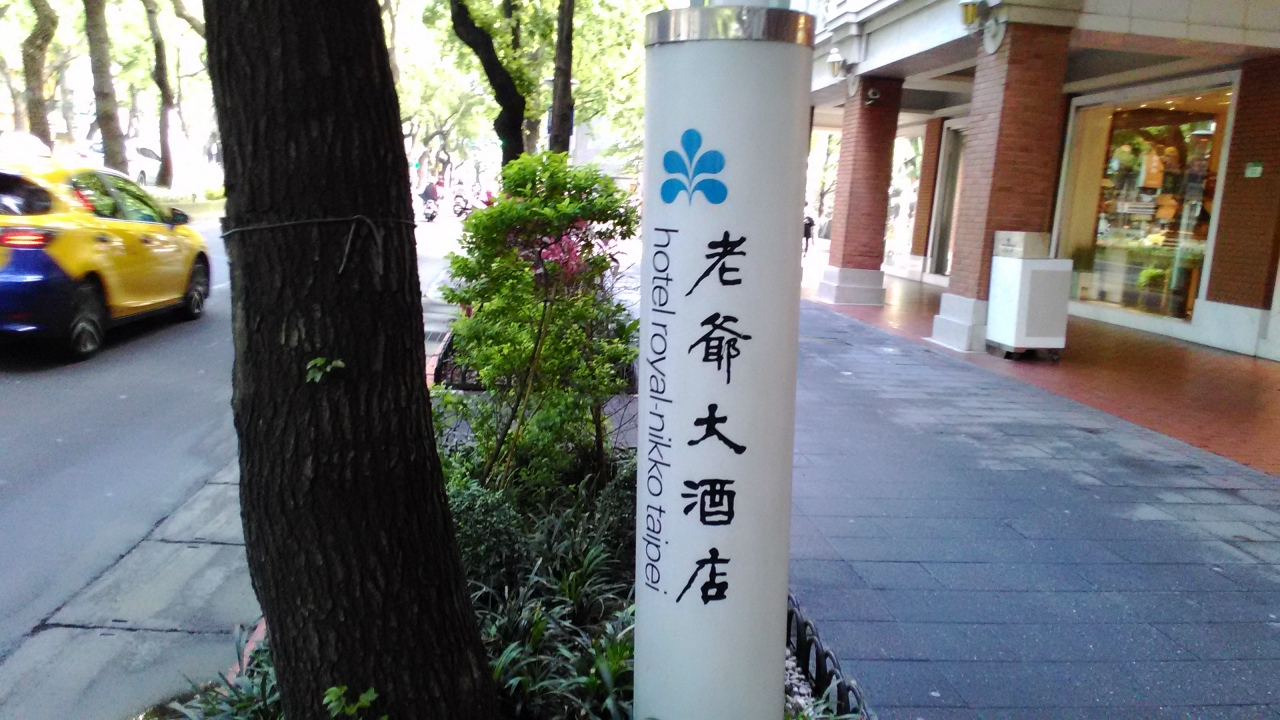 老爺大酒店
hotel royal-nikko taipei